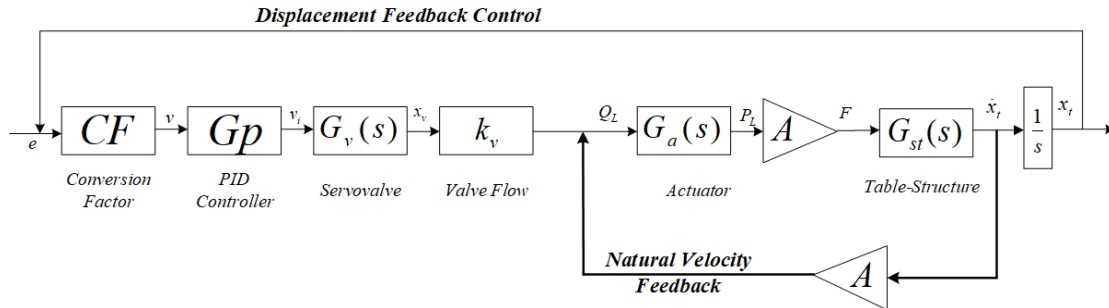 Displacement Feedback Control
e
CF
v
Gp
v_i
G_v(s)
x_v
k_v
Q_L
G_a(s)
P_L
A
F
G_st(s)
ẋ_t
1/s
x_t
Conversion
Factor
PID
Controller
Servovalve
Valve Flow
Actuator
Table-Structure
Natural Velocity
Feedback
A